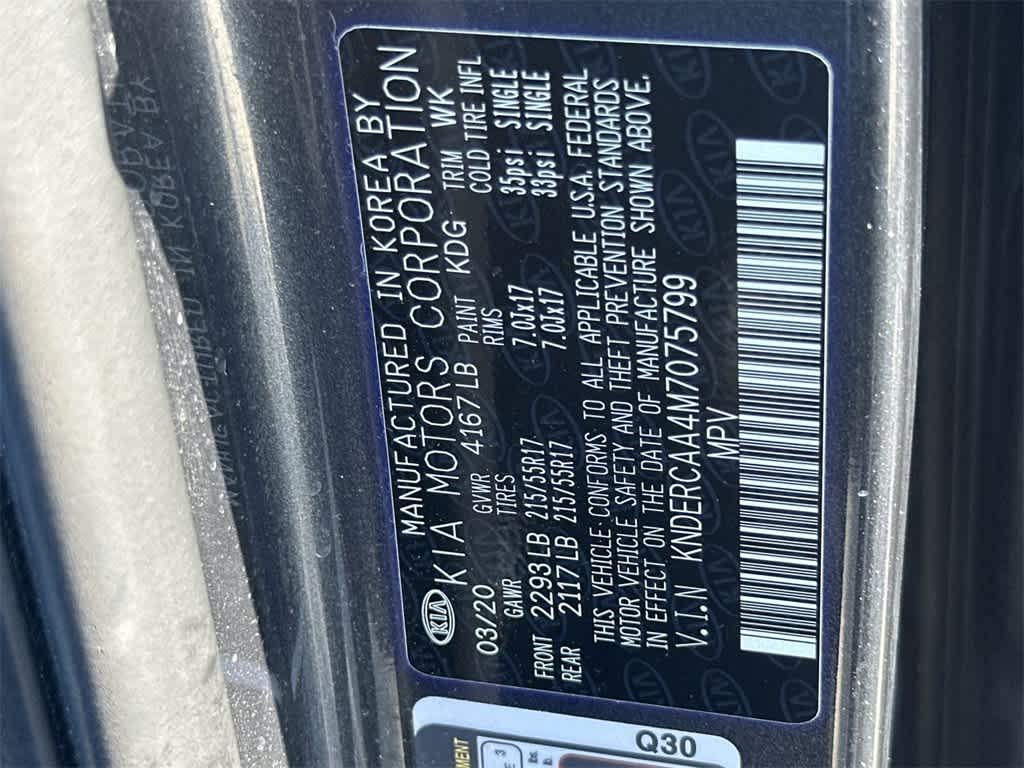 MANUFACTURED IN KOREA BY
KIA KIA MOTORS CORPORATION
03/20 GVWR 4167 LB PAINT KDG TRIM WK
GAWR TIRES RIMS COLD TIRE INFL
FRONT 2293 LB 215/55R17 7.0Jx17 35psi SINGLE
REAR 2117 LB 215/55R17 7.0Jx17 33psi SINGLE
THIS VEHICLE CONFORMS TO ALL APPLICABLE U.S.A. FEDERAL
MOTOR VEHICLE SAFETY AND THEFT PREVENTION STANDARDS
IN EFFECT ON THE DATE OF MANUFACTURE SHOWN ABOVE.
V.I.N KNDERCAA4M7075799
MPV
Q30